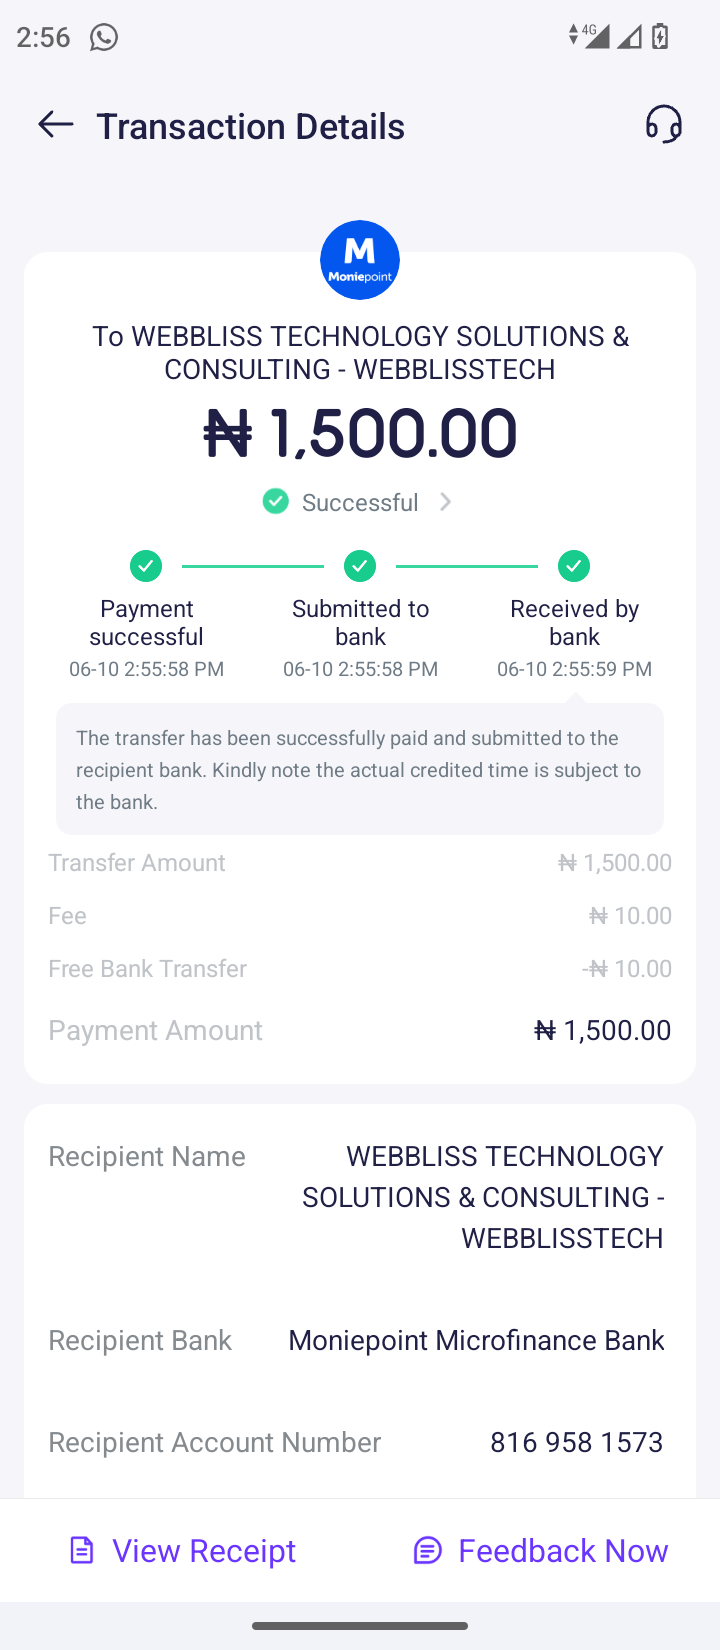 2:56
4G
Transaction Details
M
Moniepoint
To WEBBLISS TECHNOLOGY SOLUTIONS &
CONSULTING - WEBBLISSTECH
₦ 1,500.00
Successful
Payment
successful
06-10 2:55:58 PM
Submitted to
bank
06-10 2:55:58 PM
Received by
bank
06-10 2:55:59 PM
The transfer has been successfully paid and submitted to the
recipient bank. Kindly note the actual credited time is subject to
the bank.
Transfer Amount ₦ 1,500.00
Fee ₦ 10.00
Free Bank Transfer -₦ 10.00
Payment Amount ₦ 1,500.00
Recipient Name WEBBLISS TECHNOLOGY
SOLUTIONS & CONSULTING -
WEBBLISSTECH
Recipient Bank Moniepoint Microfinance Bank
Recipient Account Number 816 958 1573
View Receipt
Feedback Now